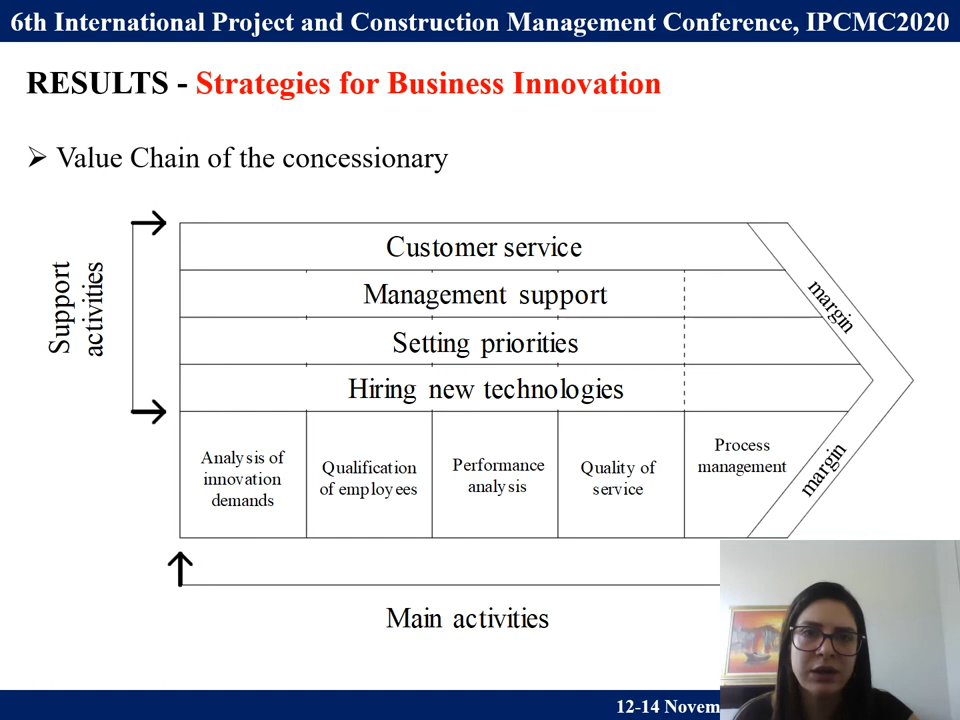 6th International Project and Construction Management Conference, IPCMC2020
RESULTS - Strategies for Business Innovation
➢ Value Chain of the concessionary
Support
activities
Customer service
Management support
Setting priorities
Hiring new technologies
margin
margin
Analysis of
innovation
demands
Qualification
of employees
Performance
analysis
Quality of
service
Process
management
Main activities
12-14